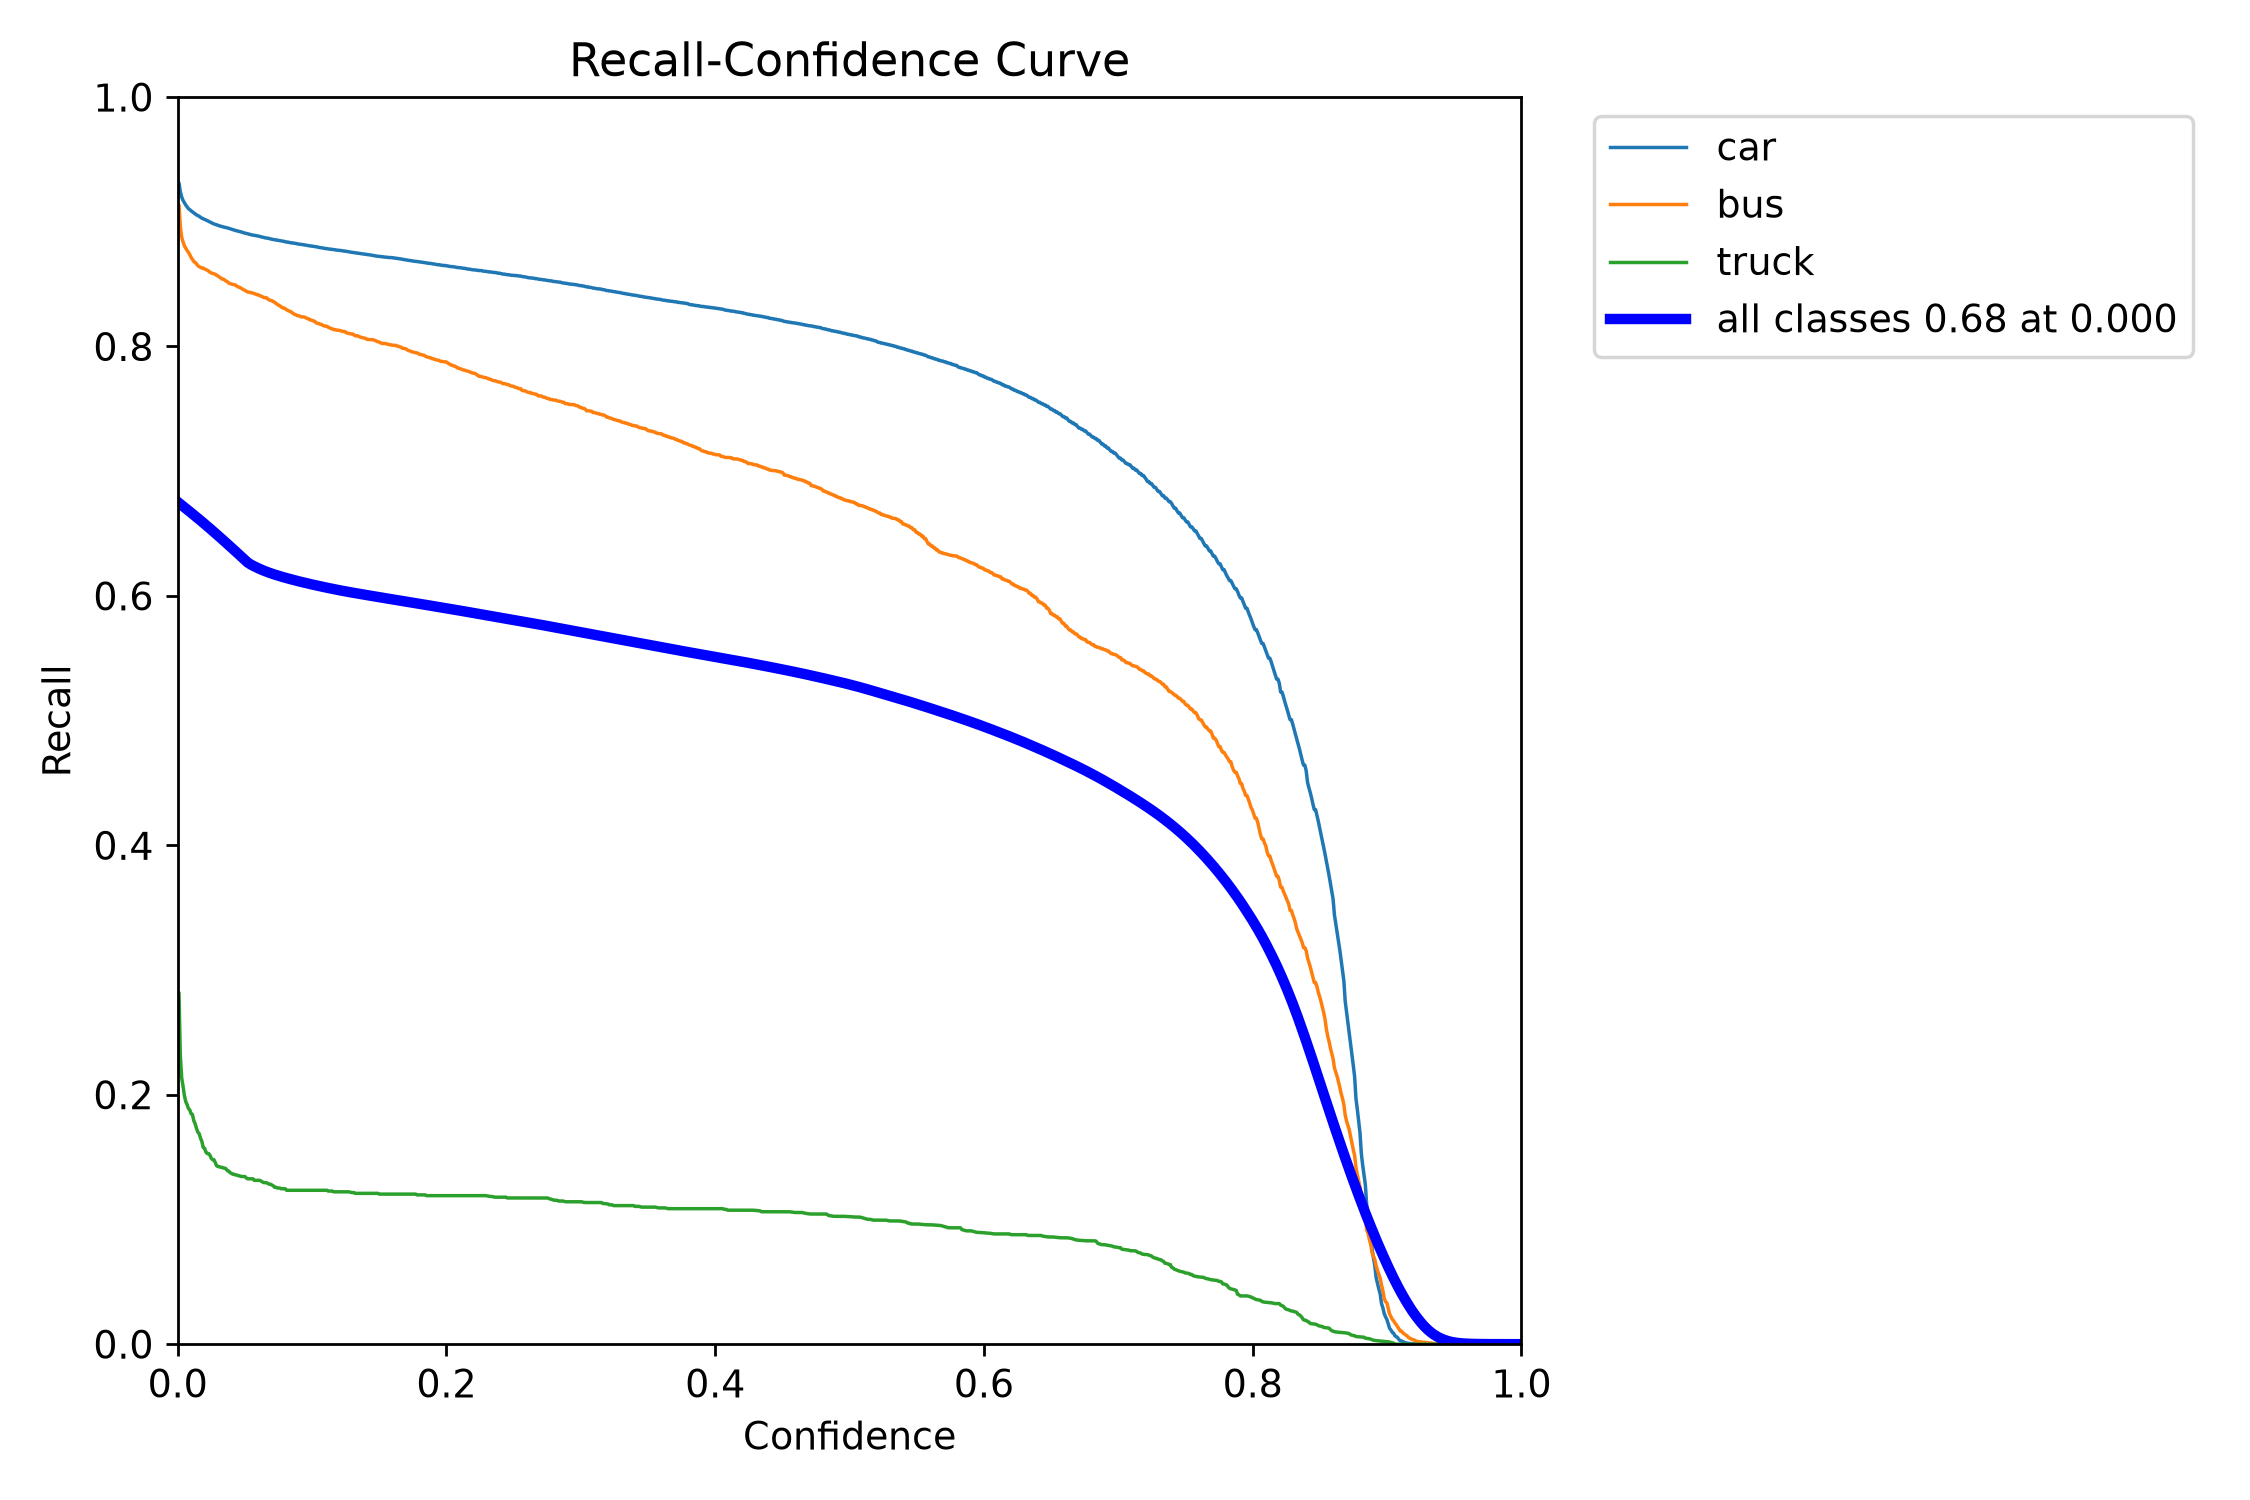 Recall-Confidence Curve
1.0
0.8
0.6
0.4
0.2
0.0
Recall
0.0 0.2 0.4 0.6 0.8 1.0
Confidence
car
bus
truck
all classes 0.68 at 0.000